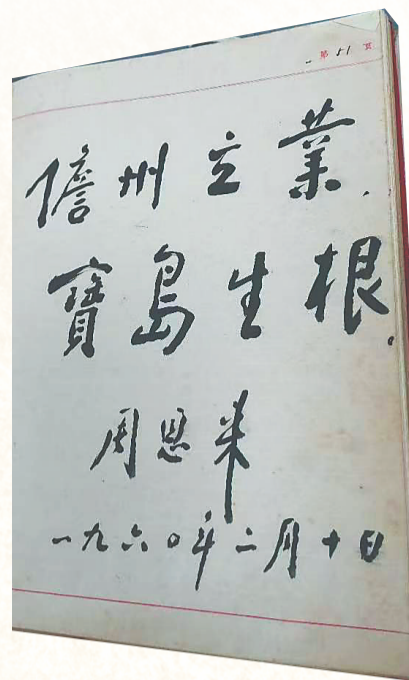 第51页
儋州立業，
寶島生根。
周恩来
一九六〇年二月十日